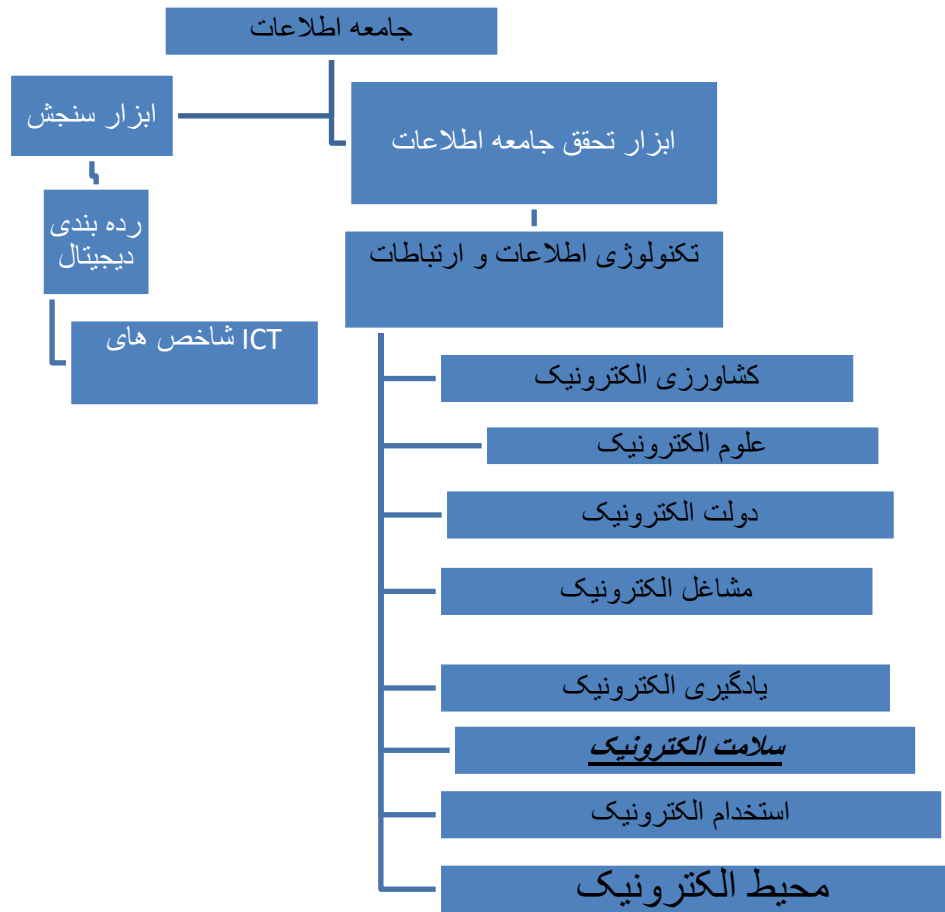 جامعه اطلاعات
ابزار تحقق جامعه اطلاعات
ابزار سنجش
تکنولوژی اطلاعات و ارتباطات
رده بندی
دیجیتال
ICT شاخص های
کشاورزی الکترونیک
علوم الکترونیک
دولت الکترونیک
مشاغل الکترونیک
یادگیری الکترونیک
سلامت الکترونیک
استخدام الکترونیک
محیط الکترونیک